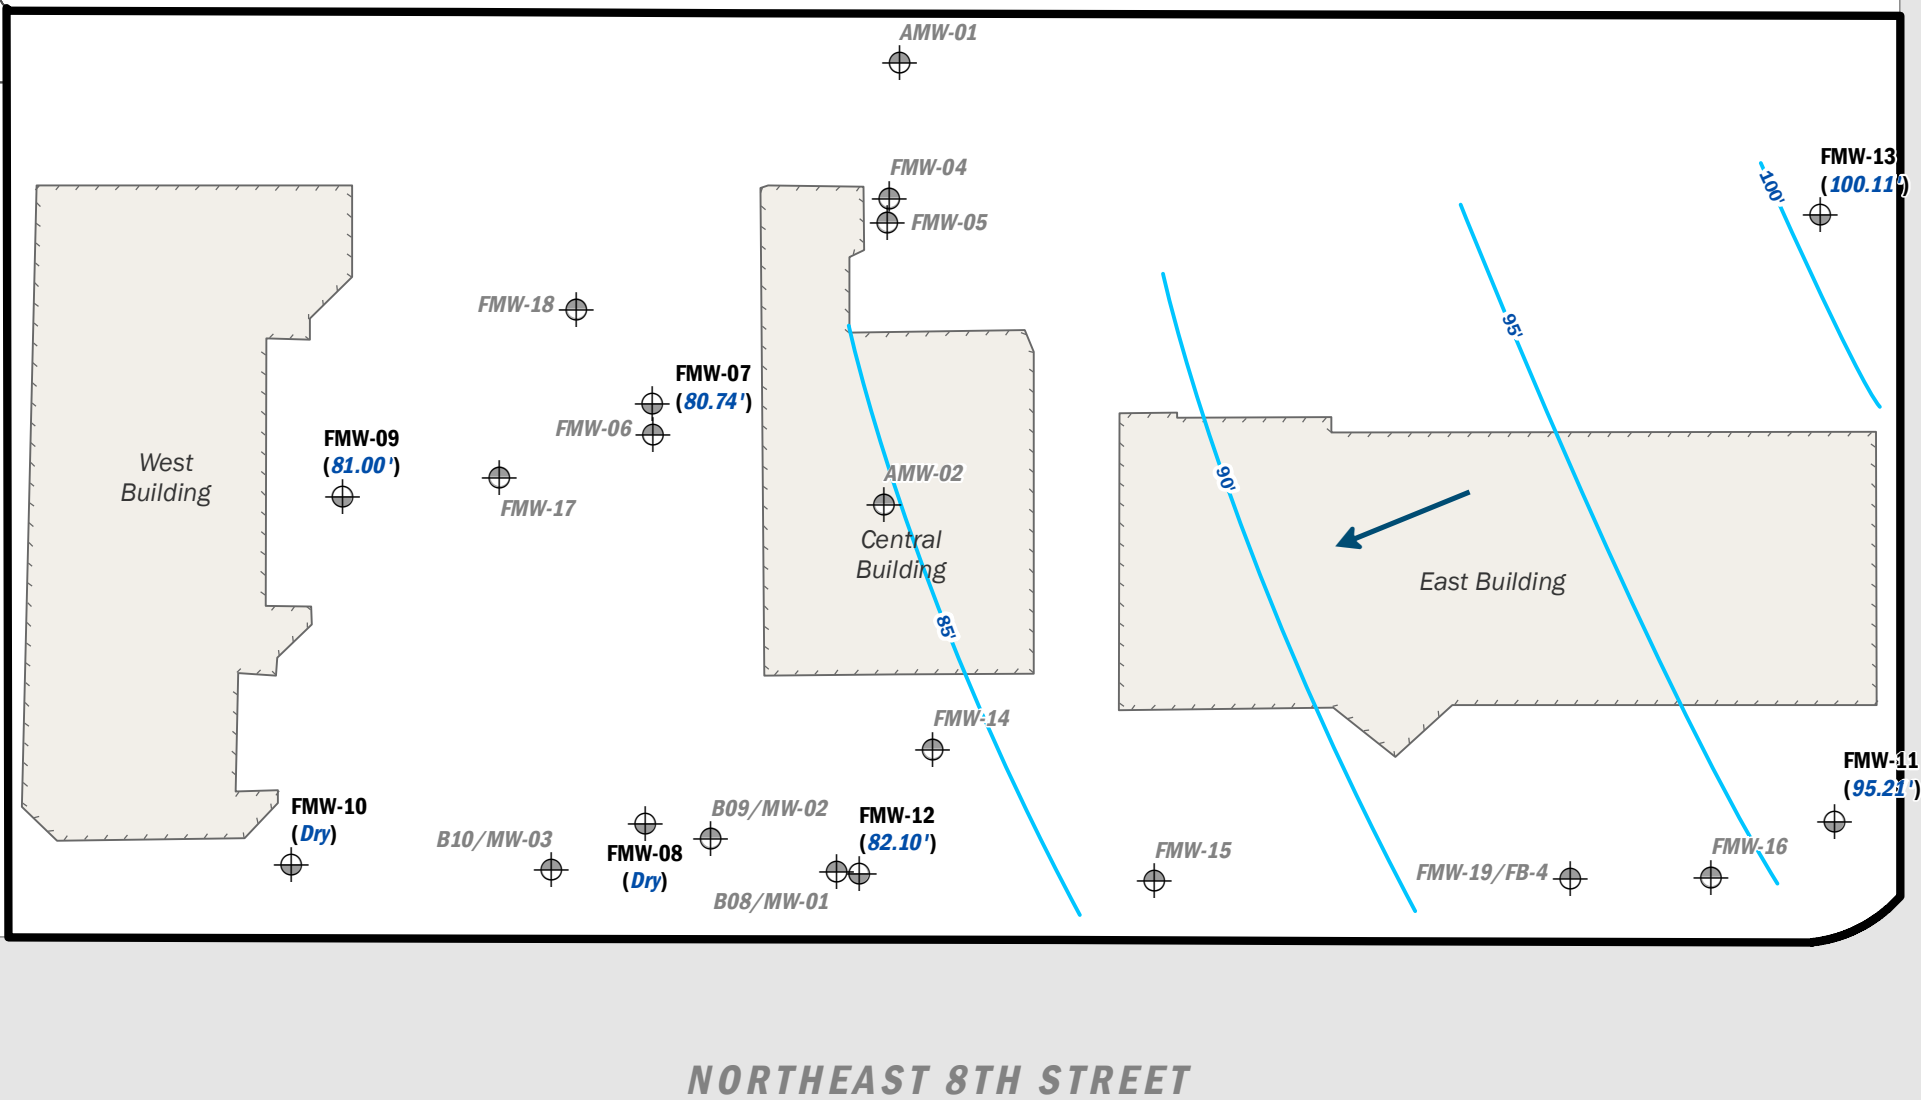 AMW-01
FMW-13
(100.11')
FMW-04
100'
FMW-05
FMW-18
95'
FMW-07
(80.74')
FMW-06
FMW-09
(81.00')
West
Building
AMW-02
90'
FMW-17
Central
Building
East Building
85'
FMW-14
FMW-11
(95.21')
FMW-10
(Dry)
B09/MW-02
FMW-12
(82.10')
B10/MW-03
FMW-08
(Dry)
FMW-15
FMW-16
FMW-19/FB-4
B08/MW-01
NORTHEAST 8TH STREET